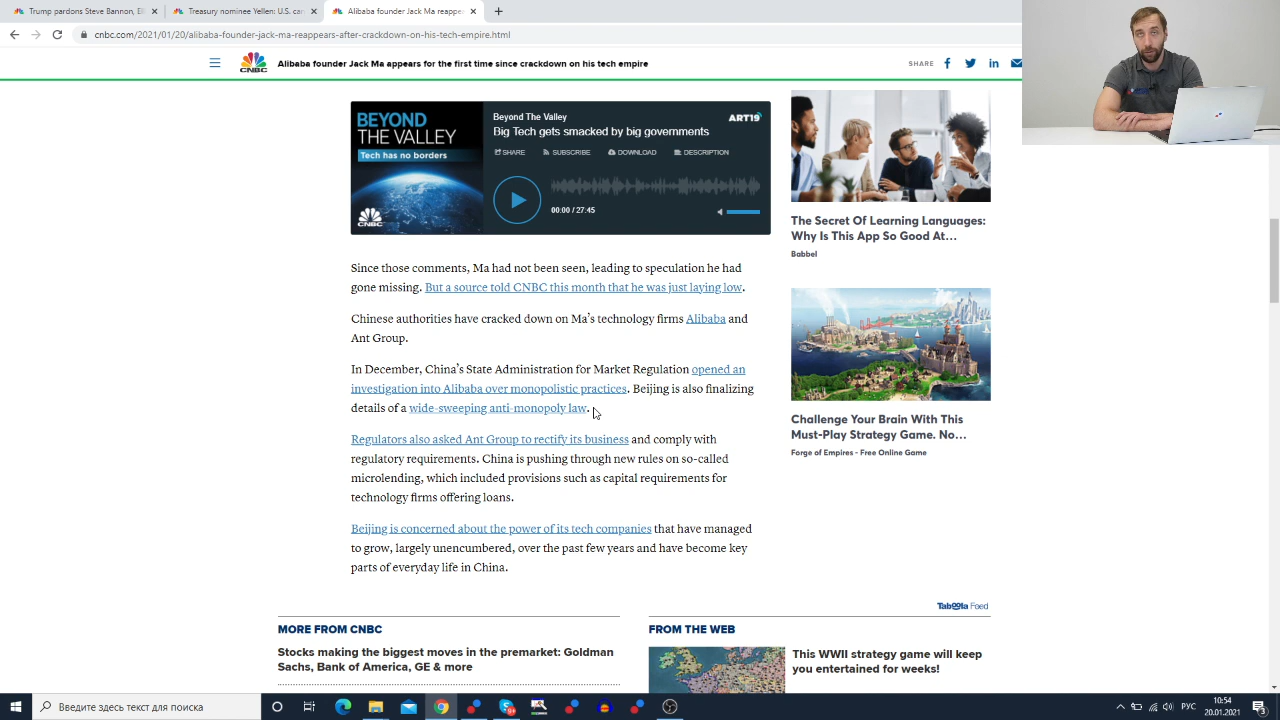 Trump pardons Steve Bannon, El
Treasury nominee Yellen: U.S. car
Alibaba founder Jack Ma reappea
cnbc.com/2021/01/20/alibaba-founder-jack-ma-reappears-after-crackdown-on-his-tech-empire.html
CNBC
Alibaba founder Jack Ma appears for the first time since crackdown on his tech empire
SHARE
BEYOND
THE VALLEY
Tech has no borders
CNBC
Beyond The Valley
ART19
Big Tech gets smacked by big governments
SHARE SUBSCRIBE DOWNLOAD DESCRIPTION
00:00 / 27:45
Since those comments, Ma had not been seen, leading to speculation he had
gone missing. But a source told CNBC this month that he was just laying low.
Chinese authorities have cracked down on Ma's technology firms Alibaba and
Ant Group.
In December, China's State Administration for Market Regulation opened an
investigation into Alibaba over monopolistic practices. Beijing is also finalizing
details of a wide-sweeping anti-monopoly law.
Regulators also asked Ant Group to rectify its business and comply with
regulatory requirements. China is pushing through new rules on so-called
microlending, which included provisions such as capital requirements for
technology firms offering loans.
Beijing is concerned about the power of its tech companies that have managed
to grow, largely unencumbered, over the past few years and have become key
parts of everyday life in China.
The Secret Of Learning Languages:
Why Is This App So Good At…
Babbel
Challenge Your Brain With This
Must-Play Strategy Game. No…
Forge of Empires - Free Online Game
Taboola Feed
MORE FROM CNBC
Stocks making the biggest moves in the premarket: Goldman
Sachs, Bank of America, GE & more
FROM THE WEB
This WWII strategy game will keep
you entertained for weeks!
Введите здесь текст для поиска
РУС
10:54
20.01.2021